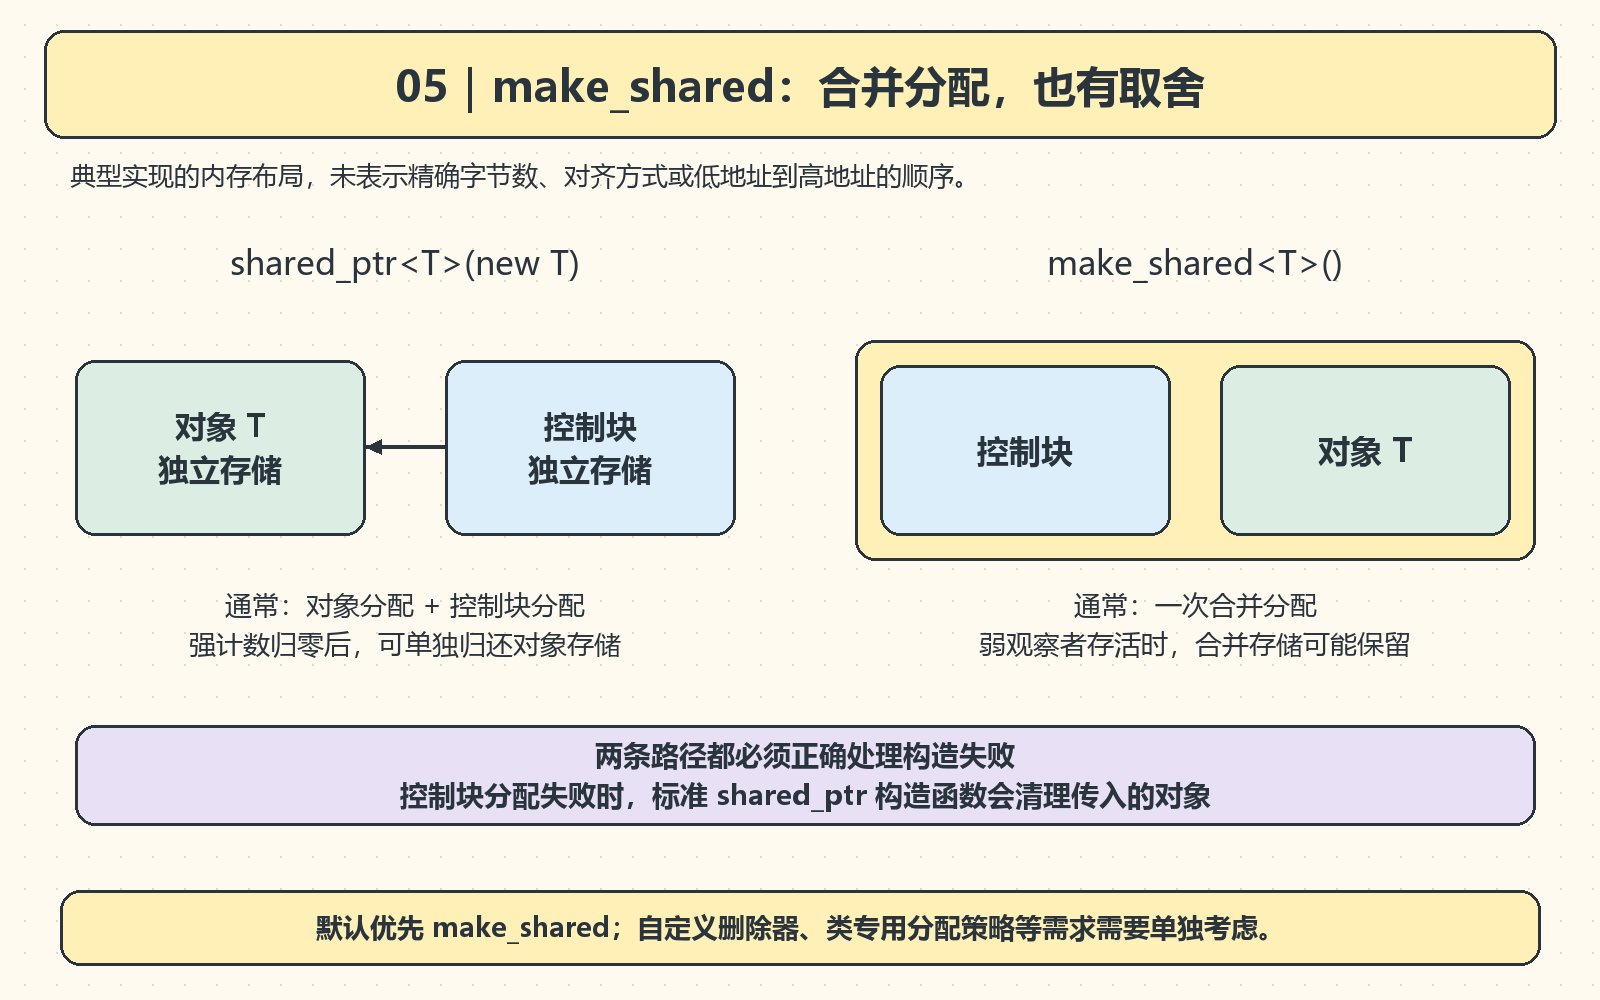 05 | make_shared：合并分配，也有取舍
典型实现的内存布局，未表示精确字节数、对齐方式或低地址到高地址的顺序。
shared_ptr<T>(new T)
make_shared<T>()
对象 T
独立存储
控制块
独立存储
控制块
对象 T
通常：对象分配 + 控制块分配
强计数归零后，可单独归还对象存储
通常：一次合并分配
弱观察者存活时，合并存储可能保留
两条路径都必须正确处理构造失败
控制块分配失败时，标准 shared_ptr 构造函数会清理传入的对象
默认优先 make_shared；自定义删除器、类专用分配策略等需求需要单独考虑。